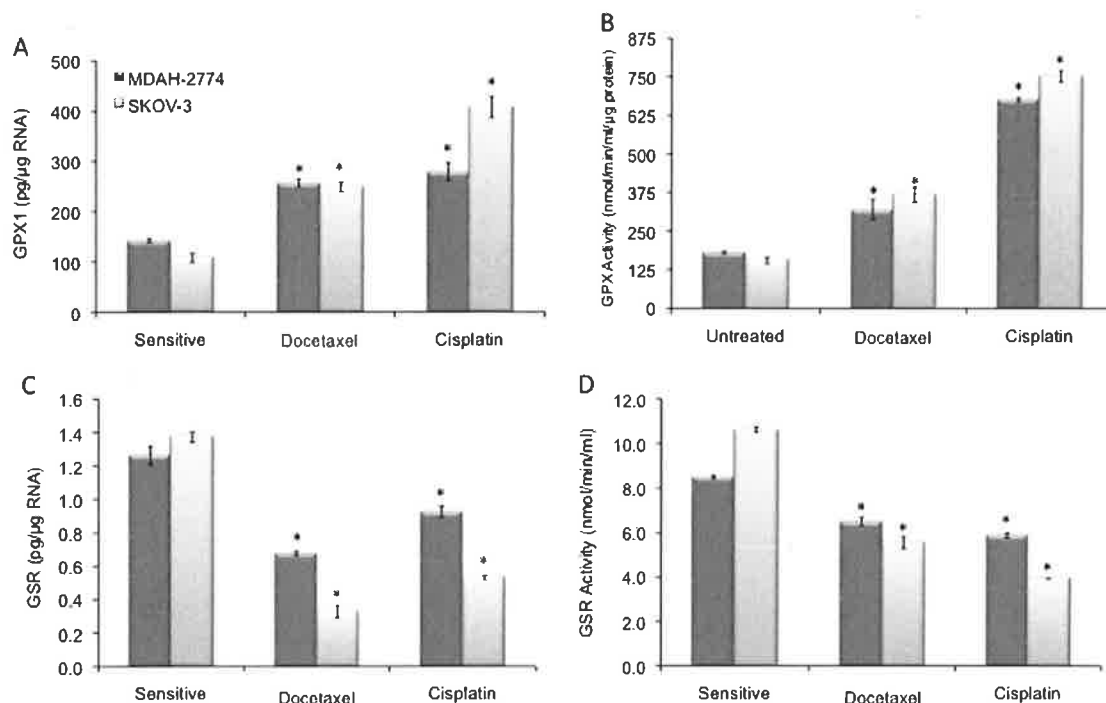 A
GPX1 (pg/µg RNA)
500
400
300
200
100
0
MDAH-2774
SKOV-3
*
*
*
*
Sensitive
Docetaxel
Cisplatin
B
GPX Activity (nmol/min/ml/µg protein)
875
750
625
500
375
250
125
0
*
*
*
*
Untreated
Docetaxel
Cisplatin
C
GSR (pg/µg RNA)
1.6
1.4
1.2
1.0
0.8
0.6
0.4
0.2
0.0
*
*
*
*
Sensitive
Docetaxel
Cisplatin
D
GSR Activity (nmol/min/ml)
12.0
10.0
8.0
6.0
4.0
2.0
0.0
*
*
*
*
Sensitive
Docetaxel
Cisplatin